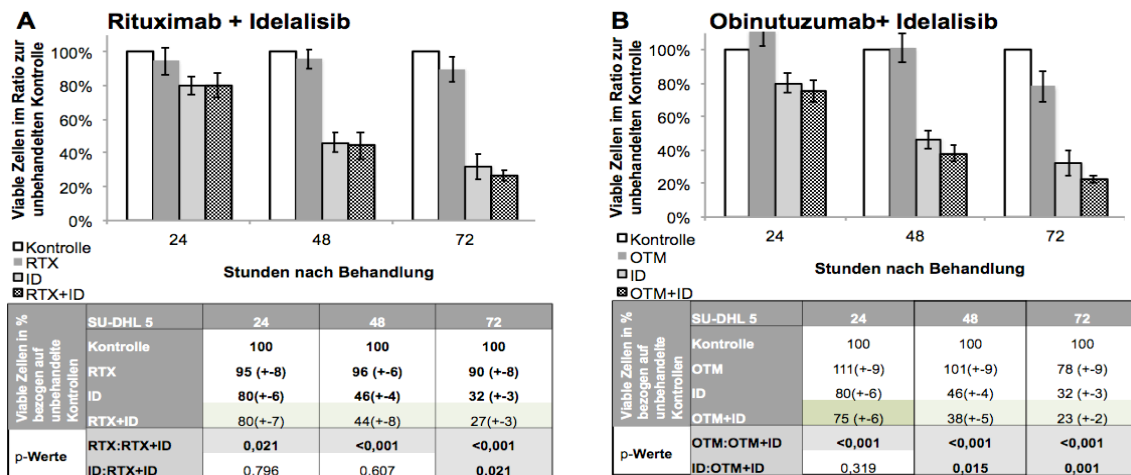 A Rituximab + Idelalisib
Viable Zellen im Ratio zur
unbehandelten Kontrolle
100%
80%
60%
40%
20%
0%
24 48 72
Stunden nach Behandlung
Kontrolle
RTX
ID
RTX+ID
Viable Zellen in %
bezogen auf
unbehandelte
Kontrollen
SU-DHL 5 24 48 72
Kontrolle 100 100 100
RTX 95 (+-8) 96 (+-6) 90 (+-8)
ID 80(+-6) 46(+-4) 32 (+-3)
RTX+ID 80(+-7) 44(+-8) 27(+-3)
p-Werte
RTX:RTX+ID 0,021 <0,001 <0,001
ID:RTX+ID 0,796 0,607 0,021
B Obinutuzumab+ Idelalisib
Viable Zellen im Ratio zur
unbehandelten Kontrolle
100%
80%
60%
40%
20%
0%
24 48 72
Stunden nach Behandlung
Kontrolle
OTM
ID
OTM+ID
Viable Zellen in %
bezogen auf
unbehandelte
Kontrollen
SU-DHL 5 24 48 72
Kontrolle 100 100 100
OTM 111(+-9) 101(+-9) 78 (+-9)
ID 80(+-6) 46 (+-4) 32 (+-3)
OTM+ID 75 (+-6) 38(+-5) 23 (+-2)
p-Werte
OTM:OTM+ID <0,001 <0,001 <0,001
ID:OTM+ID 0,319 0,015 0,001